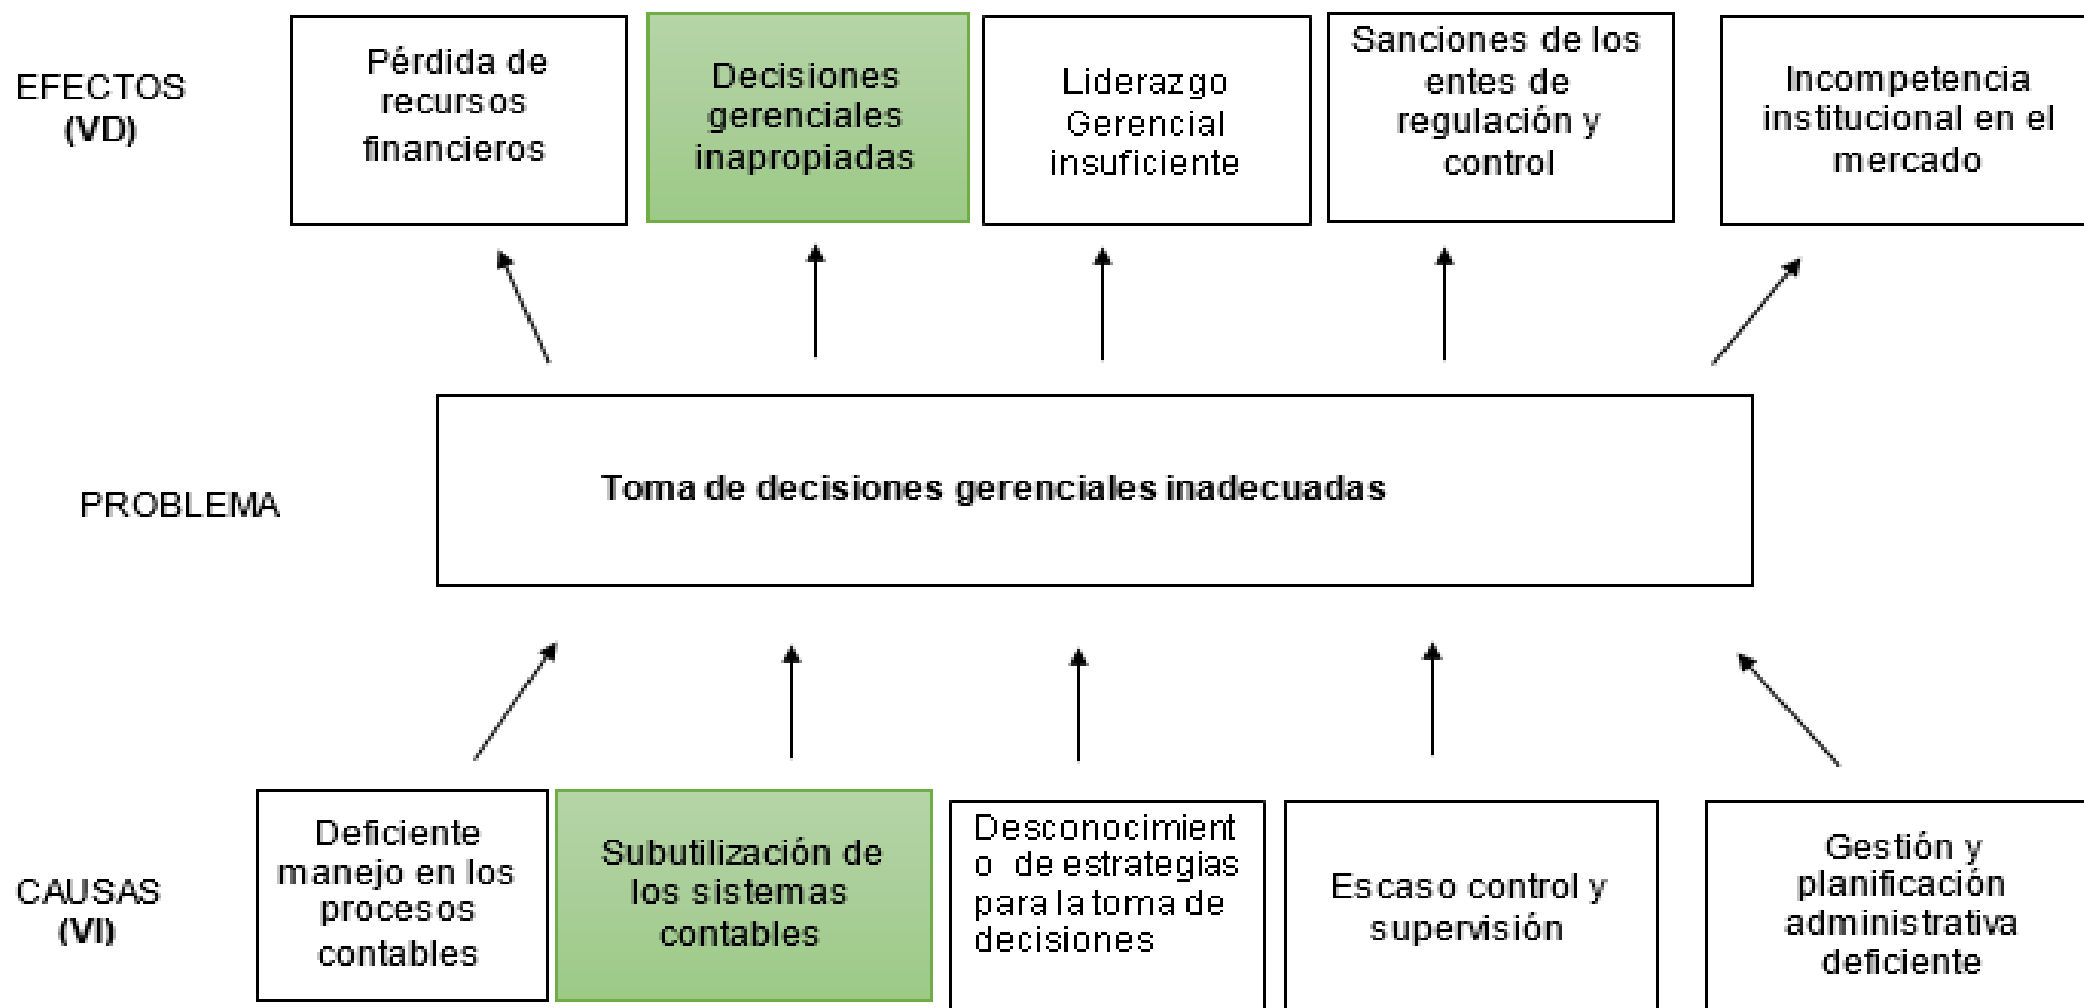 EFECTOS
(VD)
Pérdida de
recursos
financieros
Decisiones
gerenciales
inapropiadas
Liderazgo
Gerencial
insuficiente
Sanciones de los
entes de
regulación y
control
Incompetencia
institucional en el
mercado
PROBLEMA
Toma de decisiones gerenciales inadecuadas
CAUSAS
(VI)
Deficiente
manejo en los
procesos
contables
Subutilización de
los sistemas
contables
Desconocimient
o de estrategias
para la toma de
decisiones
Escaso control y
supervisión
Gestión y
planificación
administrativa
deficiente